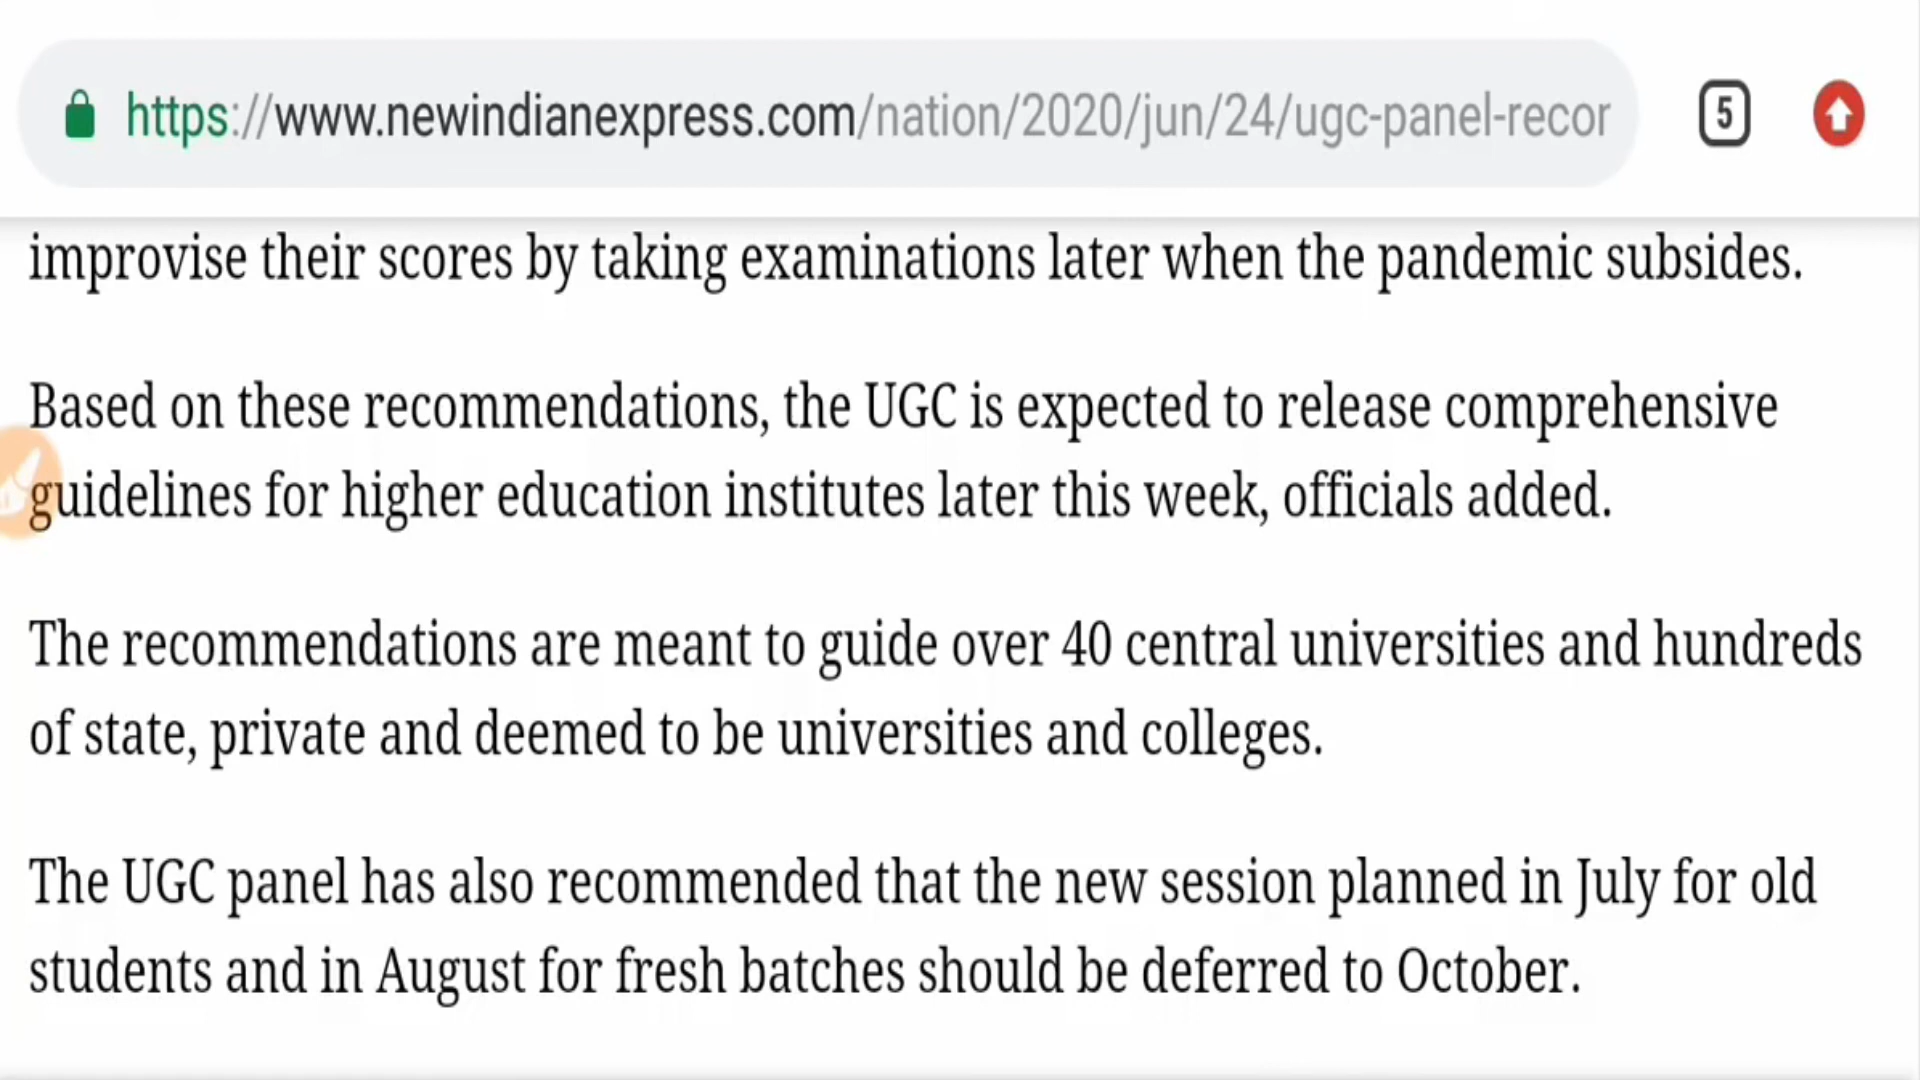 https://www.newindianexpress.com/nation/2020/jun/24/ugc-panel-recor
5
improvise their scores by taking examinations later when the pandemic subsides.
Based on these recommendations, the UGC is expected to release comprehensive
guidelines for higher education institutes later this week, officials added.
The recommendations are meant to guide over 40 central universities and hundreds
of state, private and deemed to be universities and colleges.
The UGC panel has also recommended that the new session planned in July for old
students and in August for fresh batches should be deferred to October.